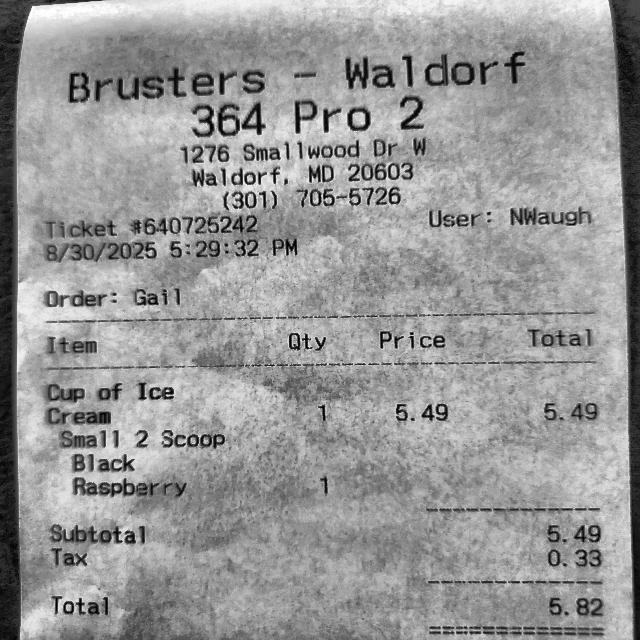 Brusters - Waldorf
364 Pro 2
1276 Smallwood Dr W
Waldorf, MD 20603
(301) 705-5726
Ticket #640725242 User: NWaugh
8/30/2025 5:29:32 PM
Order: Gail
Item Qty Price Total
Cup of Ice
Cream 1 5.49 5.49
Small 2 Scoop
Black
Raspberry 1
Subtotal 5.49
Tax 0.33
Total 5.82